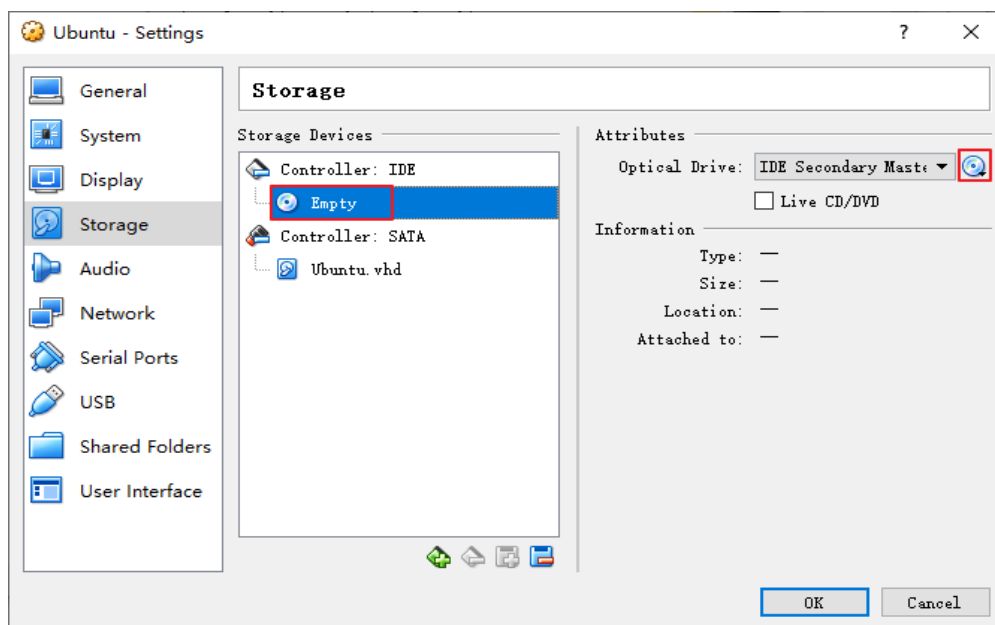 Ubuntu - Settings
?
General
System
Display
Storage
Audio
Network
Serial Ports
USB
Shared Folders
User Interface
Storage
Storage Devices
Controller: IDE
Empty
Controller: SATA
Ubuntu.vhd
Attributes
Optical Drive: IDE Secondary Maste
Live CD/DVD
Information
Type: —
Size: —
Location: —
Attached to: —
OK
Cancel